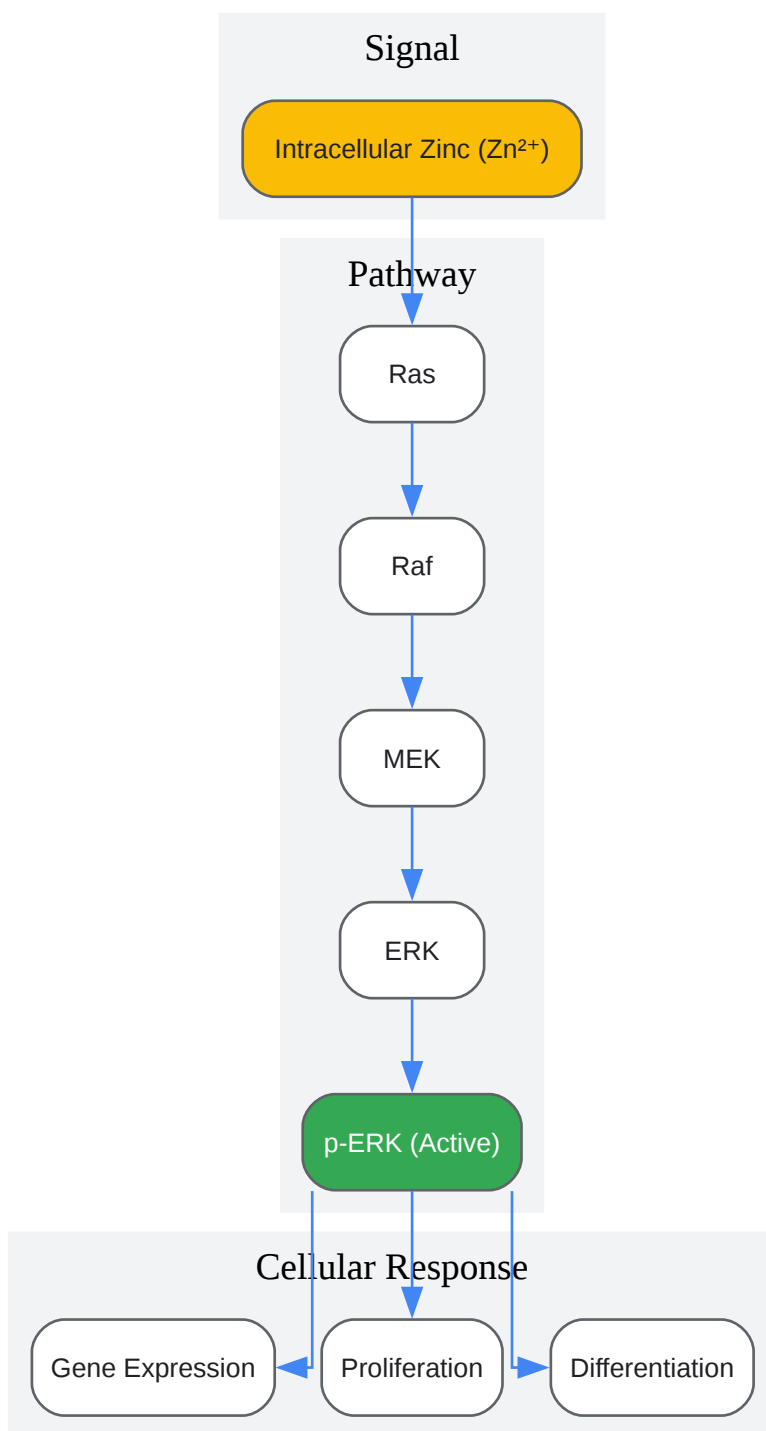 Signal
Intracellular Zinc (Zn²⁺)
Pathway
Ras
Raf
MEK
ERK
p-ERK (Active)
Cellular Response
Gene Expression
Proliferation
Differentiation